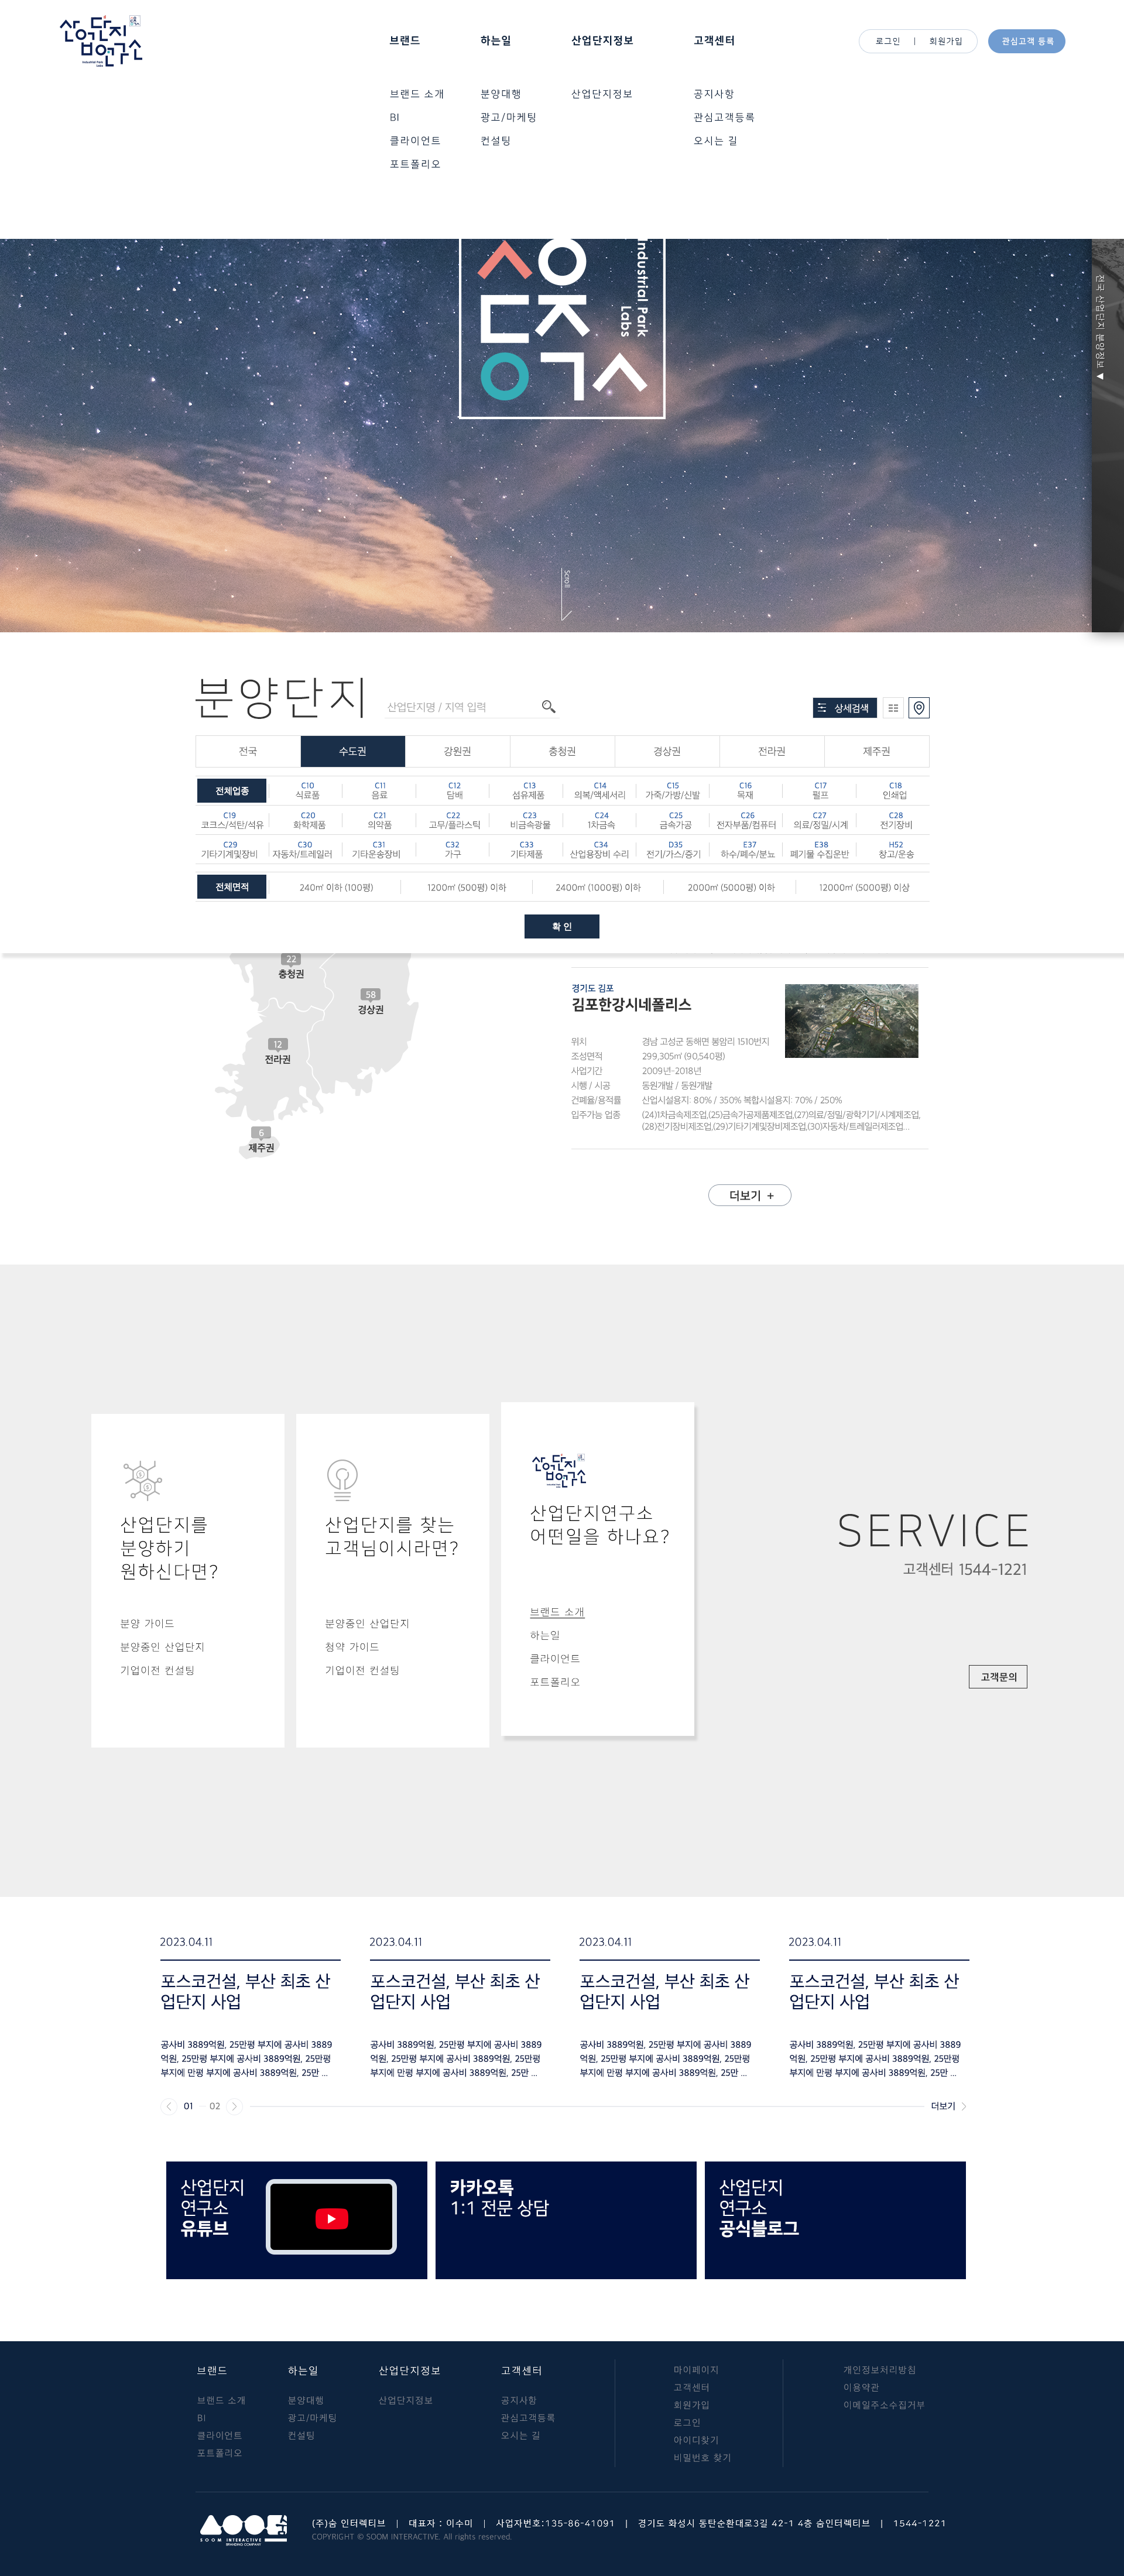 산업단지
연구소
브랜드
하는일
산업단지정보
고객센터
로그인 | 회원가입
관심고객 등록
브랜드 소개
BI
클라이언트
포트폴리오
분양대행
광고/마케팅
컨설팅
산업단지정보
공지사항
관심고객등록
오시는 길
Industrial Park
Labs
전국 산업단지 분양정보 ▼
Scroll
분양단지
산업단지명 / 지역 입력
상세검색
전국 수도권 강원권 충청권 경상권 전라권 제주권
전체업종
C10 C11 C12 C13 C14 C15 C16 C17 C18
식료품 음료 담배 섬유제품 의복/액세서리 가죽/가방/신발 목재 펄프 인쇄업
C19 C20 C21 C22 C23 C24 C25 C26 C27 C28
코크스/석탄/석유 화학제품 의약품 고무/플라스틱 비금속광물 1차금속 금속가공 전자부품/컴퓨터 의료/정밀/시계 전기장비
C29 C30 C31 C32 C33 C34 D35 E37 E38 H52
기타기계및장비 자동차/트레일러 기타운송장비 가구 기타제품 산업용장비 수리 전기/가스/증기 하수/폐수/분뇨 폐기물 수집운반 창고/운송
전체면적 240㎡ 이하 (100평) 1200㎡ (500평) 이하 2400㎡ (1000평) 이하 2000㎡ (5000평) 이하 12000㎡ (5000평) 이상
확 인
22
충청권
58
경상권
12
전라권
6
제주권
경기도 김포
김포한강시네폴리스
위치 경남 고성군 동해면 봉암리 1510번지
조성면적 299,305㎡ (90,540평)
사업기간 2009년~2018년
시행 / 시공 동원개발 / 동원개발
건폐율/용적률 산업시설용지: 80% / 350% 복합시설용지: 70% / 250%
입주가능 업종 (24)1차금속제조업,(25)금속가공제품제조업,(27)의료/정밀/광학기기/시계제조업,
(28)전기장비제조업,(29)기타기계및장비제조업,(30)자동차/트레일러제조업...
더보기 +
산업단지를
분양하기
원하신다면?
분양 가이드
분양중인 산업단지
기업이전 컨설팅
산업단지를 찾는
고객님이시라면?
분양중인 산업단지
청약 가이드
기업이전 컨설팅
산업단지
연구소
산업단지연구소
어떤일을 하나요?
브랜드 소개
하는일
클라이언트
포트폴리오
SERVICE
고객센터 1544-1221
고객문의
2023.04.11
포스코건설, 부산 최초 산
업단지 사업
공사비 3889억원, 25만평 부지에 공사비 3889
억원, 25만평 부지에 공사비 3889억원, 25만평
부지에 만평 부지에 공사비 3889억원, 25만 ...
2023.04.11
포스코건설, 부산 최초 산
업단지 사업
공사비 3889억원, 25만평 부지에 공사비 3889
억원, 25만평 부지에 공사비 3889억원, 25만평
부지에 만평 부지에 공사비 3889억원, 25만 ...
2023.04.11
포스코건설, 부산 최초 산
업단지 사업
공사비 3889억원, 25만평 부지에 공사비 3889
억원, 25만평 부지에 공사비 3889억원, 25만평
부지에 만평 부지에 공사비 3889억원, 25만 ...
2023.04.11
포스코건설, 부산 최초 산
업단지 사업
공사비 3889억원, 25만평 부지에 공사비 3889
억원, 25만평 부지에 공사비 3889억원, 25만평
부지에 만평 부지에 공사비 3889억원, 25만 ...
01 02
더보기
산업단지
연구소
유튜브
카카오톡
1:1 전문 상담
산업단지
연구소
공식블로그
브랜드
브랜드 소개
BI
클라이언트
포트폴리오
하는일
분양대행
광고/마케팅
컨설팅
산업단지정보
산업단지정보
고객센터
공지사항
관심고객등록
오시는 길
마이페이지
고객센터
회원가입
로그인
아이디찾기
비밀번호 찾기
개인정보처리방침
이용약관
이메일주소수집거부
SOOM
SOOM INTERACTIVE
BRANDING COMPANY
(주)숨 인터렉티브 | 대표자 : 이수미 | 사업자번호:135-86-41091 | 경기도 화성시 동탄순환대로3길 42-1 4층 숨인터렉티브 | 1544-1221
COPYRIGHT © SOOM INTERACTIVE. All rights reserved.